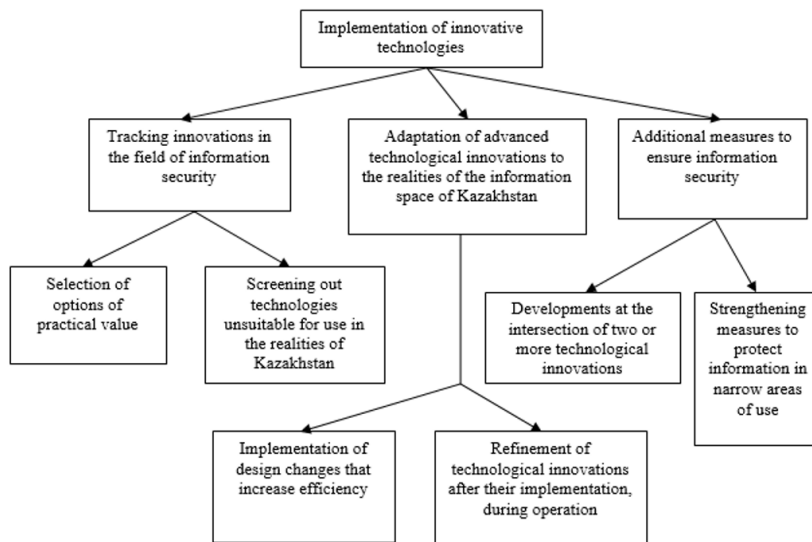 Implementation of innovative
technologies
Tracking innovations in
the field of information
security
Adaptation of advanced
technological innovations to
the realities of the information
space of Kazakhstan
Additional measures to
ensure information
security
Selection of
options of
practical value
Screening out
technologies
unsuitable for use in
the realities of
Kazakhstan
Developments at the
intersection of two or
more technological
innovations
Strengthening
measures to
protect
information in
narrow areas
of use
Implementation of
design changes that
increase efficiency
Refinement of
technological innovations
after their implementation,
during operation